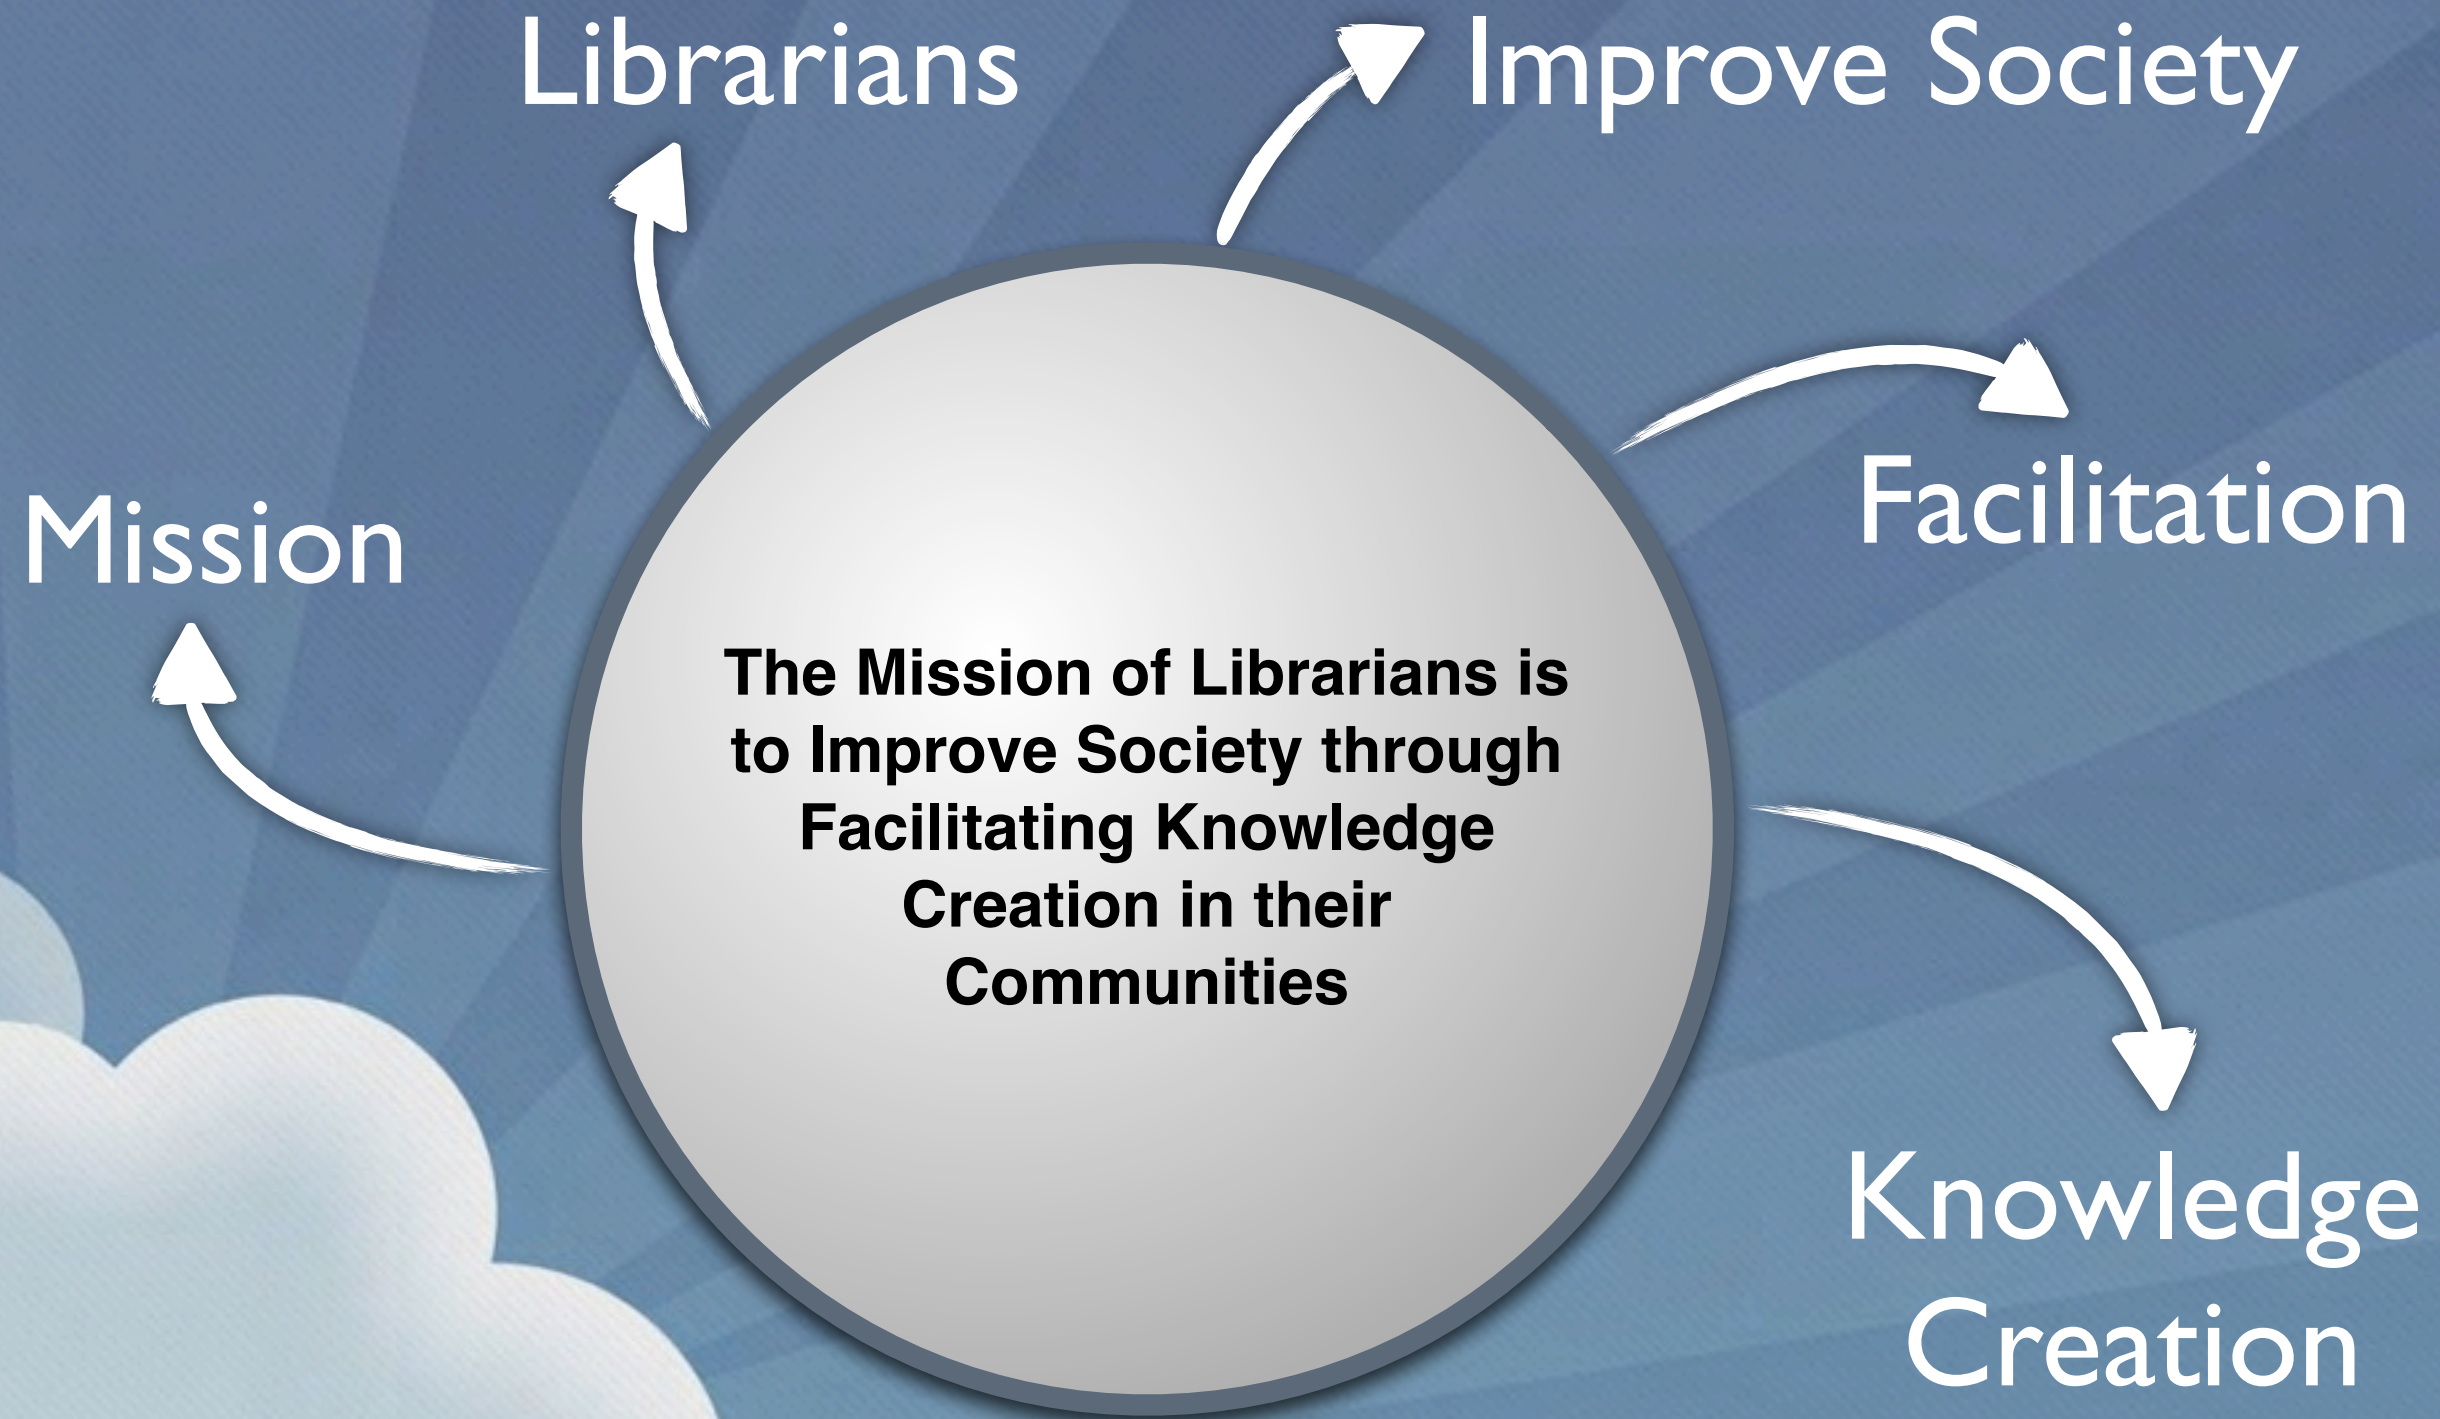 Librarians
Improve Society
Facilitation
Mission
The Mission of Librarians is
to Improve Society through
Facilitating Knowledge
Creation in their
Communities
Knowledge
Creation